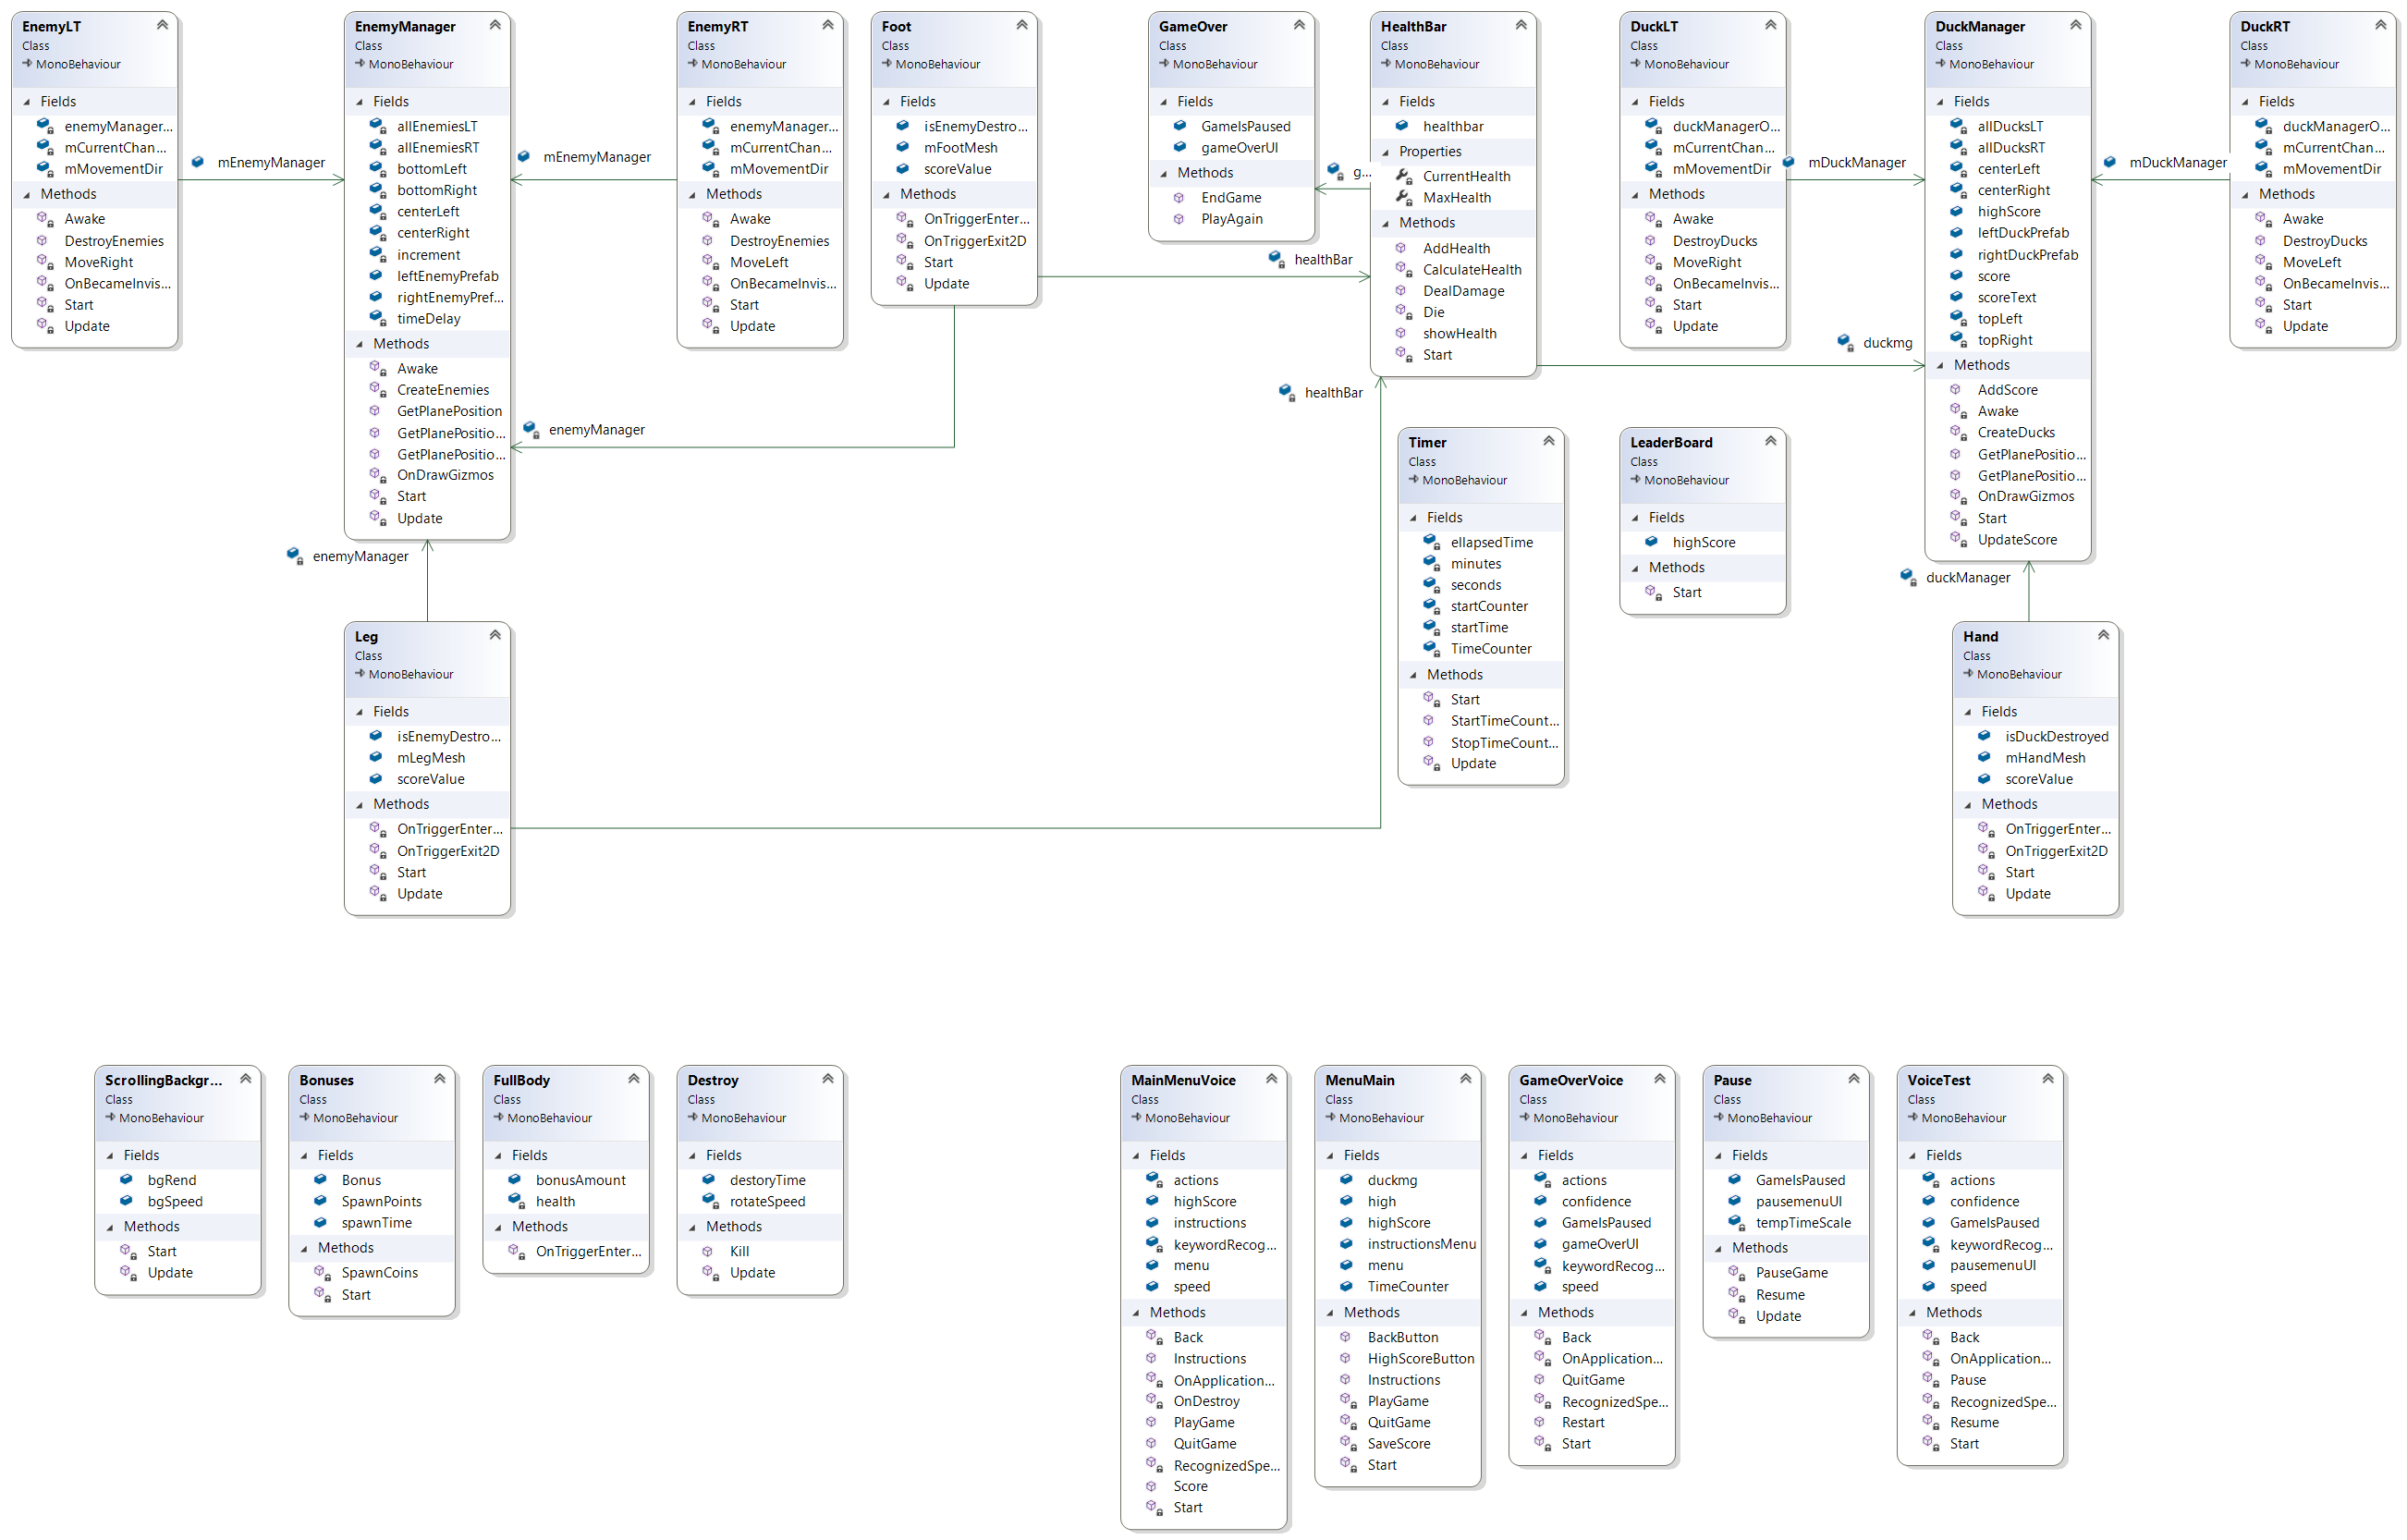 EnemyLT
Class
MonoBehaviour
Fields
enemyManager...
mCurrentChan...
mMovementDir
Methods
Awake
DestroyEnemies
MoveRight
OnBecameInvis...
Start
Update
mEnemyManager
EnemyManager
Class
MonoBehaviour
Fields
allEnemiesLT
allEnemiesRT
bottomLeft
bottomRight
centerLeft
centerRight
increment
leftEnemyPrefab
rightEnemyPref...
timeDelay
Methods
Awake
CreateEnemies
GetPlanePosition
GetPlanePositio...
GetPlanePositio...
OnDrawGizmos
Start
Update
mEnemyManager
EnemyRT
Class
MonoBehaviour
Fields
enemyManager...
mCurrentChan...
mMovementDir
Methods
Awake
DestroyEnemies
MoveLeft
OnBecameInvis...
Start
Update
Foot
Class
MonoBehaviour
Fields
isEnemyDestro...
mFootMesh
scoreValue
Methods
OnTriggerEnter...
OnTriggerExit2D
Start
Update
enemyManager
healthBar
GameOver
Class
MonoBehaviour
Fields
GameIsPaused
gameOverUI
Methods
EndGame
PlayAgain
g...
HealthBar
Class
MonoBehaviour
Fields
healthbar
Properties
CurrentHealth
MaxHealth
Methods
AddHealth
CalculateHealth
DealDamage
Die
showHealth
Start
healthBar
duckmg
DuckLT
Class
MonoBehaviour
Fields
duckManagerO...
mCurrentChan...
mMovementDir
Methods
Awake
DestroyDucks
MoveRight
OnBecameInvis...
Start
Update
mDuckManager
DuckManager
Class
MonoBehaviour
Fields
allDucksLT
allDucksRT
centerLeft
centerRight
highScore
leftDuckPrefab
rightDuckPrefab
score
scoreText
topLeft
topRight
Methods
AddScore
Awake
CreateDucks
GetPlanePositio...
GetPlanePositio...
OnDrawGizmos
Start
UpdateScore
mDuckManager
DuckRT
Class
MonoBehaviour
Fields
duckManagerO...
mCurrentChan...
mMovementDir
Methods
Awake
DestroyDucks
MoveLeft
OnBecameInvis...
Start
Update
enemyManager
Leg
Class
MonoBehaviour
Fields
isEnemyDestro...
mLegMesh
scoreValue
Methods
OnTriggerEnter...
OnTriggerExit2D
Start
Update
Timer
Class
MonoBehaviour
Fields
ellapsedTime
minutes
seconds
startCounter
startTime
TimeCounter
Methods
Start
StartTimeCount...
StopTimeCount...
Update
LeaderBoard
Class
MonoBehaviour
Fields
highScore
Methods
Start
duckManager
Hand
Class
MonoBehaviour
Fields
isDuckDestroyed
mHandMesh
scoreValue
Methods
OnTriggerEnter...
OnTriggerExit2D
Start
Update
ScrollingBackgr...
Class
MonoBehaviour
Fields
bgRend
bgSpeed
Methods
Start
Update
Bonuses
Class
MonoBehaviour
Fields
Bonus
SpawnPoints
spawnTime
Methods
SpawnCoins
Start
FullBody
Class
MonoBehaviour
Fields
bonusAmount
health
Methods
OnTriggerEnter...
Destroy
Class
MonoBehaviour
Fields
destoryTime
rotateSpeed
Methods
Kill
Update
MainMenuVoice
Class
MonoBehaviour
Fields
actions
highScore
instructions
keywordRecog...
menu
speed
Methods
Back
Instructions
OnApplication...
OnDestroy
PlayGame
QuitGame
RecognizedSpe...
Score
Start
MenuMain
Class
MonoBehaviour
Fields
duckmg
high
highScore
instructionsMenu
menu
TimeCounter
Methods
BackButton
HighScoreButton
Instructions
PlayGame
QuitGame
SaveScore
Start
GameOverVoice
Class
MonoBehaviour
Fields
actions
confidence
GameIsPaused
gameOverUI
keywordRecog...
speed
Methods
Back
OnApplication...
QuitGame
RecognizedSpe...
Restart
Start
Pause
Class
MonoBehaviour
Fields
GameIsPaused
pausemenuUI
tempTimeScale
Methods
PauseGame
Resume
Update
VoiceTest
Class
MonoBehaviour
Fields
actions
confidence
GameIsPaused
keywordRecog...
pausemenuUI
speed
Methods
Back
OnApplication...
Pause
RecognizedSpe...
Resume
Start